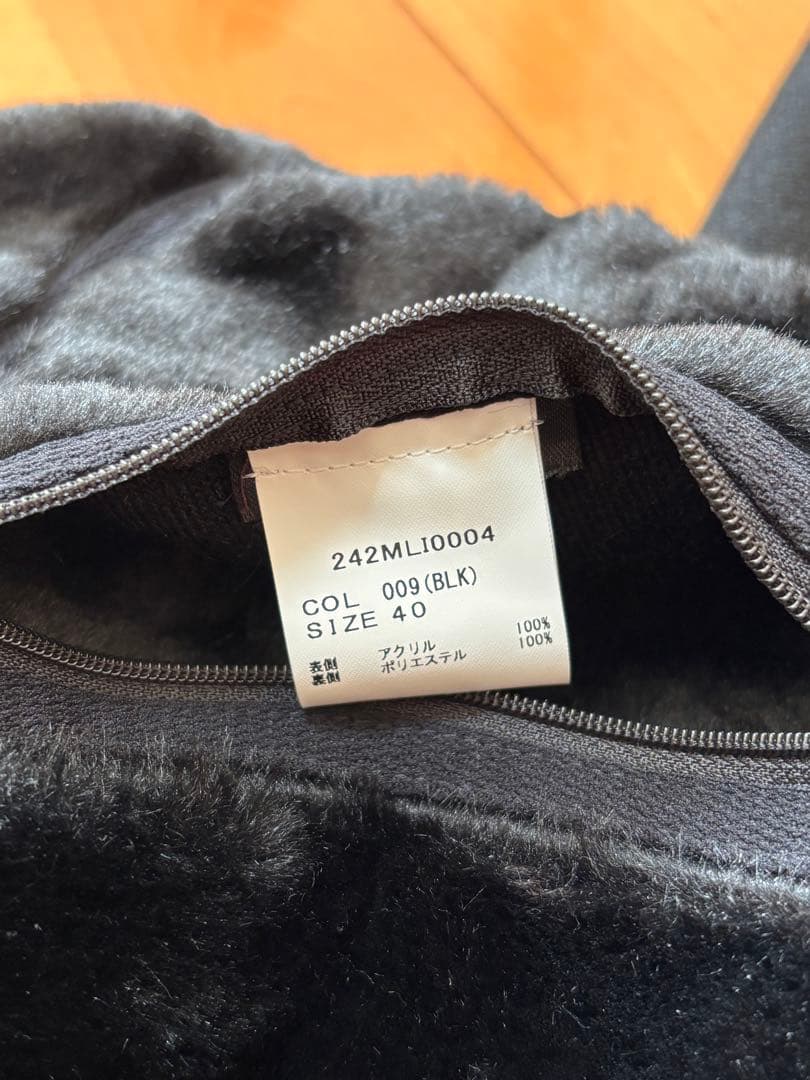 242MLI0004
COL 009(BLK)
SIZE 40
表側 アクリル 100%
裏側 ポリエステル 100%